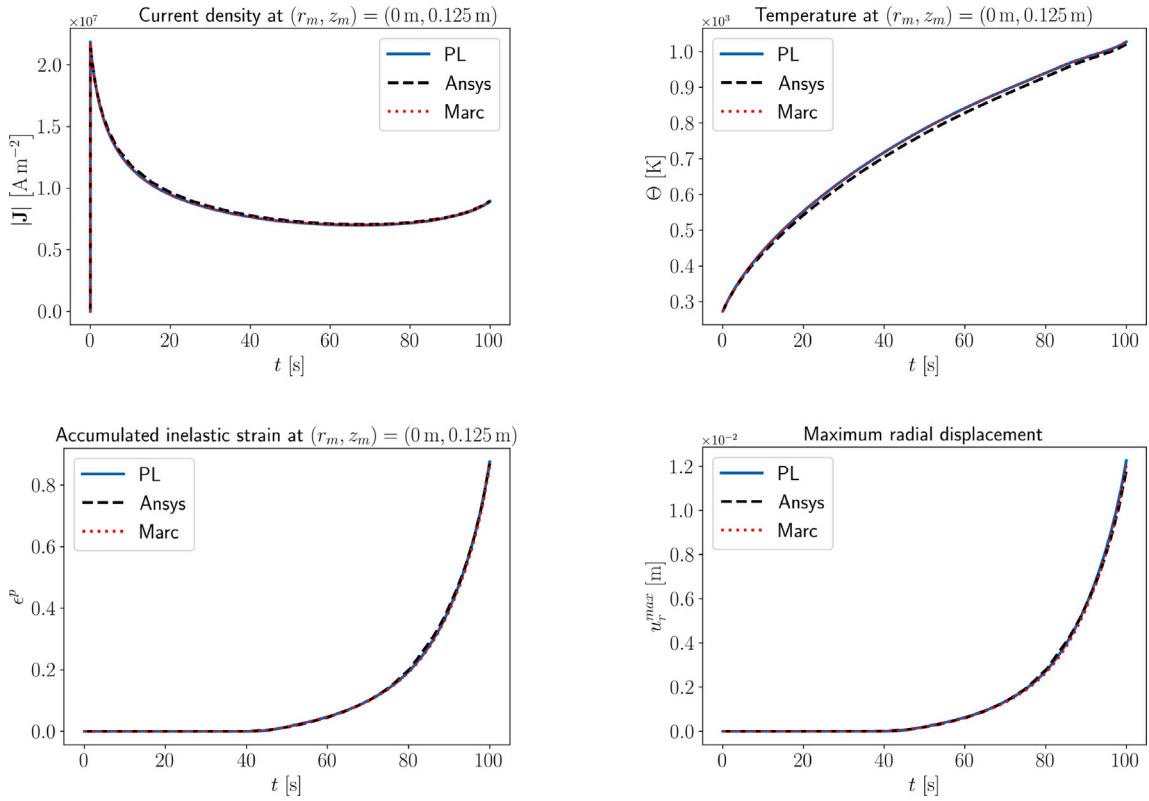 Current density at (r_m, z_m) = (0 m, 0.125 m)
×10⁷
2.0
1.5
1.0
0.5
0.0
|J| [A m⁻²]
PL
Ansys
Marc
0 20 40 60 80 100
t [s]
Temperature at (r_m, z_m) = (0 m, 0.125 m)
×10³
1.0
0.9
0.8
0.7
0.6
0.5
0.4
0.3
Θ [K]
PL
Ansys
Marc
0 20 40 60 80 100
t [s]
Accumulated inelastic strain at (r_m, z_m) = (0 m, 0.125 m)
0.8
0.6
0.4
0.2
0.0
ϵᵖ
PL
Ansys
Marc
0 20 40 60 80 100
t [s]
Maximum radial displacement
×10⁻²
1.2
1.0
0.8
0.6
0.4
0.2
0.0
u_r^{max} [m]
PL
Ansys
Marc
0 20 40 60 80 100
t [s]